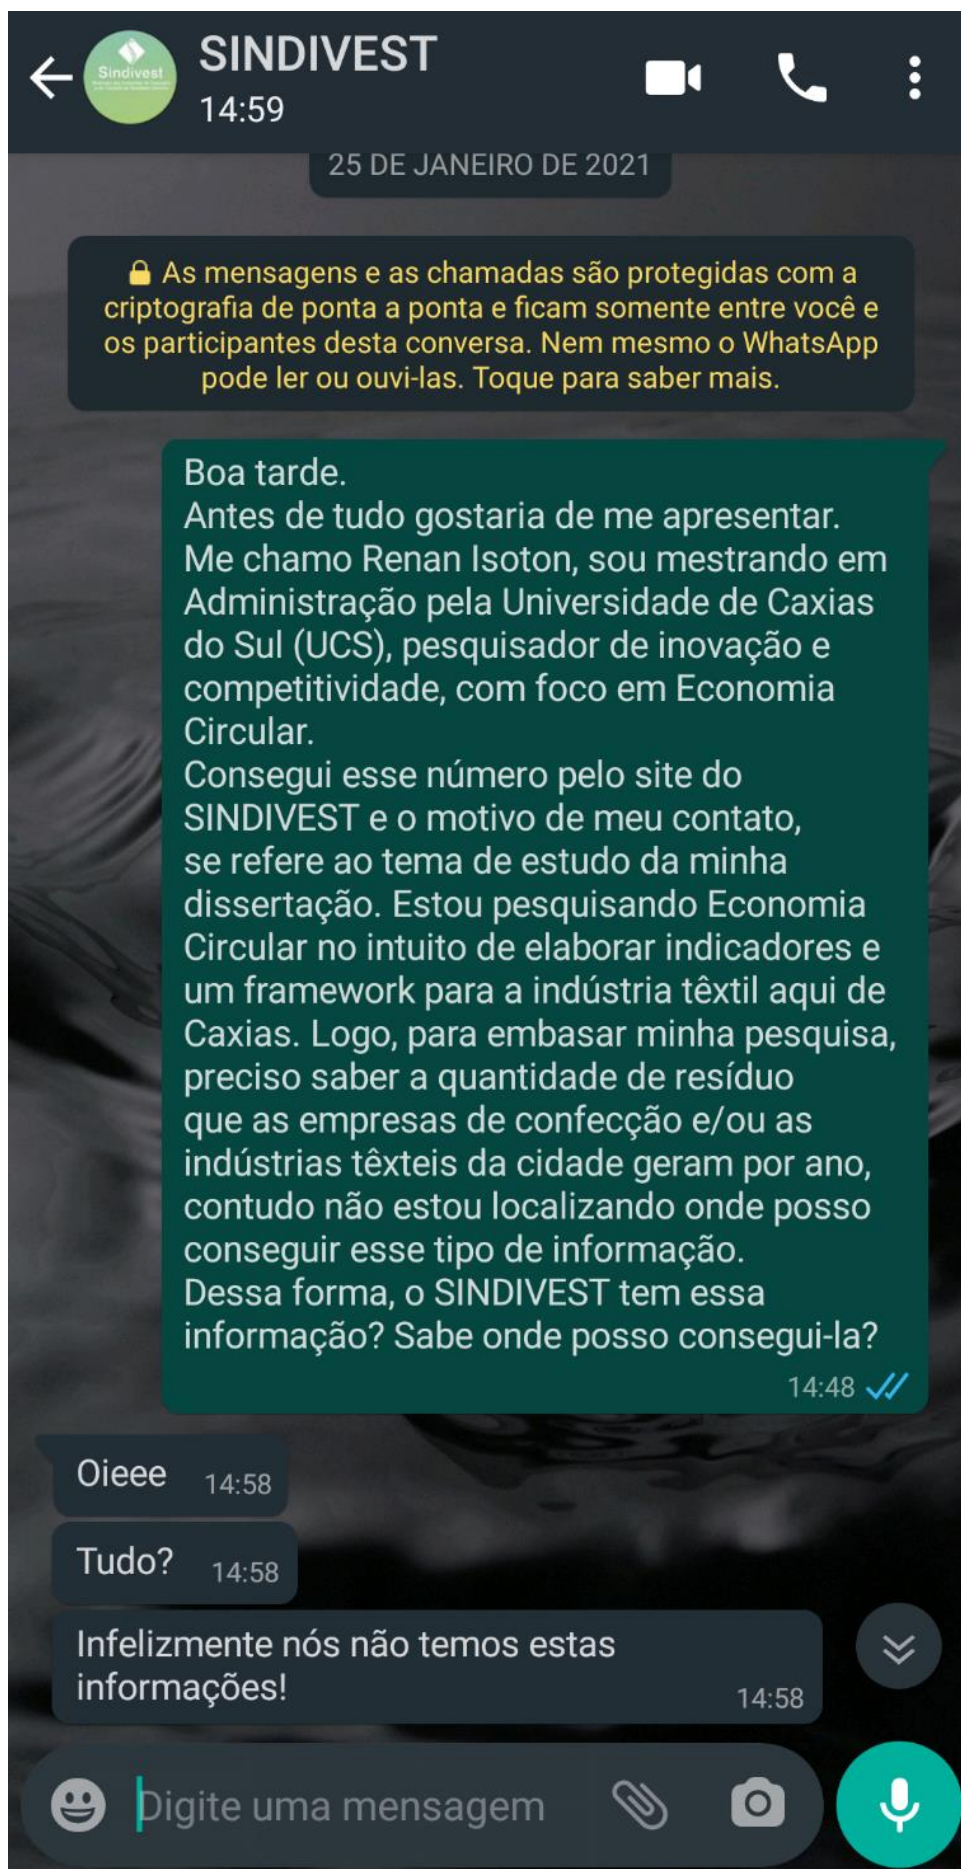 SINDIVEST
14:59
Sindivest
25 DE JANEIRO DE 2021
As mensagens e as chamadas são protegidas com a
criptografia de ponta a ponta e ficam somente entre você e
os participantes desta conversa. Nem mesmo o WhatsApp
pode ler ou ouvi-las. Toque para saber mais.
Boa tarde.
Antes de tudo gostaria de me apresentar.
Me chamo Renan Isoton, sou mestrando em
Administração pela Universidade de Caxias
do Sul (UCS), pesquisador de inovação e
competitividade, com foco em Economia
Circular.
Consegui esse número pelo site do
SINDIVEST e o motivo de meu contato,
se refere ao tema de estudo da minha
dissertação. Estou pesquisando Economia
Circular no intuito de elaborar indicadores e
um framework para a indústria têxtil aqui de
Caxias. Logo, para embasar minha pesquisa,
preciso saber a quantidade de resíduo
que as empresas de confecção e/ou as
indústrias têxteis da cidade geram por ano,
contudo não estou localizando onde posso
conseguir esse tipo de informação.
Dessa forma, o SINDIVEST tem essa
informação? Sabe onde posso consegui-la?
14:48
Oieee 14:58
Tudo? 14:58
Infelizmente nós não temos estas
informações!
14:58
Digite uma mensagem